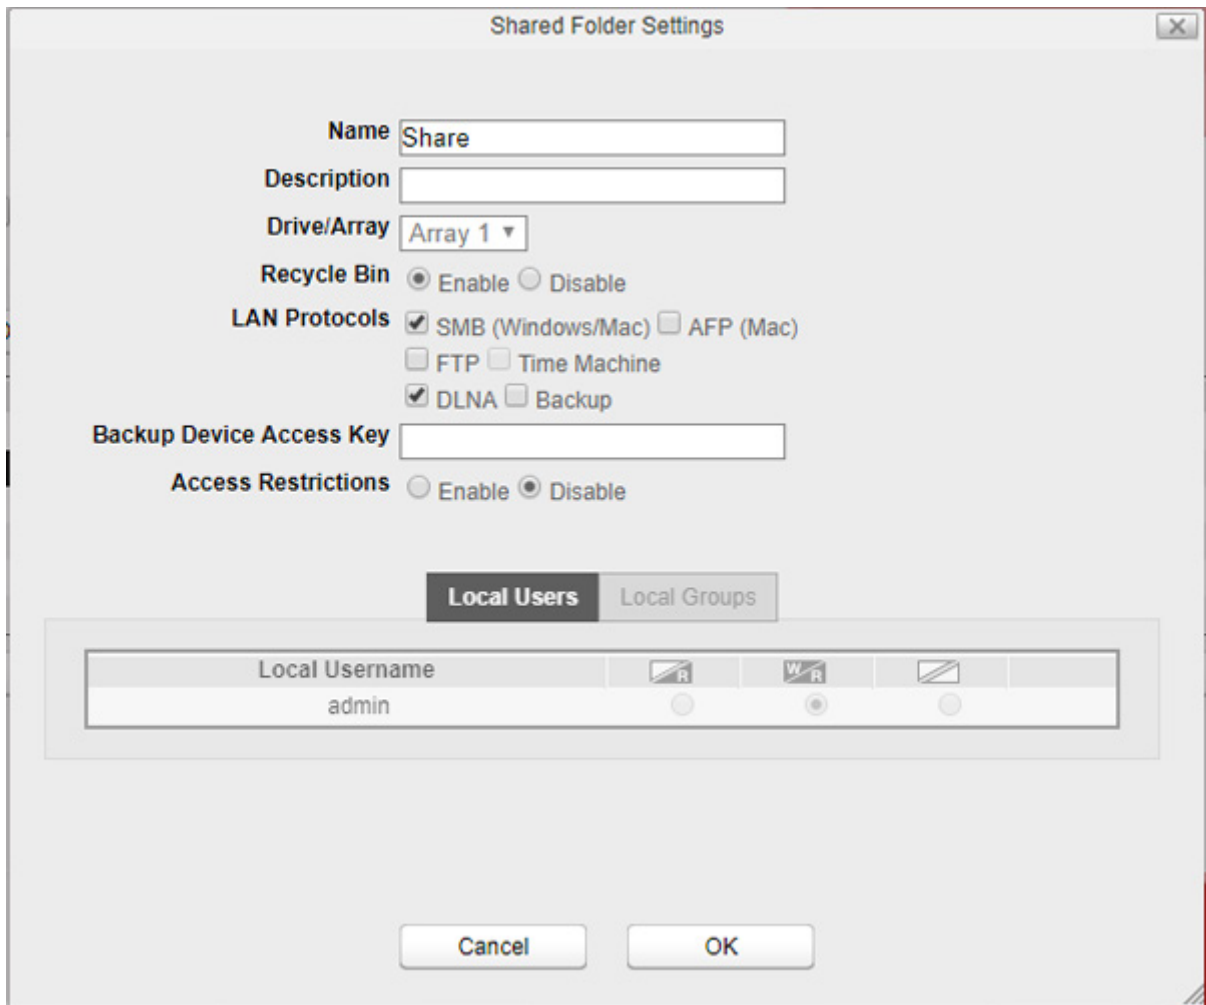 Shared Folder Settings
Name Share
Description
Drive/Array Array 1
Recycle Bin Enable Disable
LAN Protocols SMB (Windows/Mac) AFP (Mac)
FTP Time Machine
DLNA Backup
Backup Device Access Key
Access Restrictions Enable Disable
Local Users Local Groups
Local Username R W/R
admin
Cancel OK